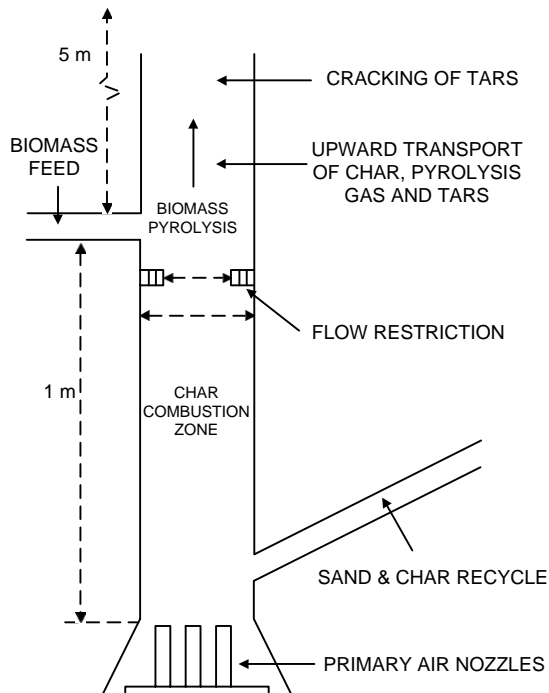 5 m
CRACKING OF TARS
BIOMASS
FEED
UPWARD TRANSPORT
OF CHAR, PYROLYSIS
GAS AND TARS
BIOMASS
PYROLYSIS
FLOW RESTRICTION
1 m
CHAR
COMBUSTION
ZONE
SAND & CHAR RECYCLE
PRIMARY AIR NOZZLES